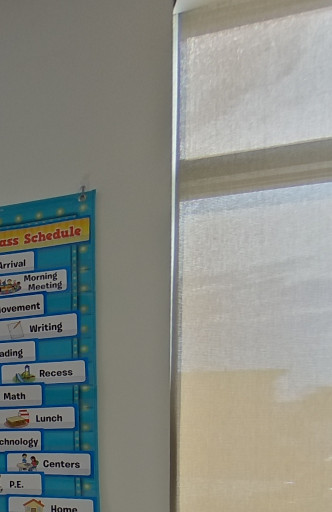 ass Schedule
Arrival
Morning
Meeting
ovement
Writing
ading
Recess
Math
Lunch
chnology
Centers
P.E.
Home